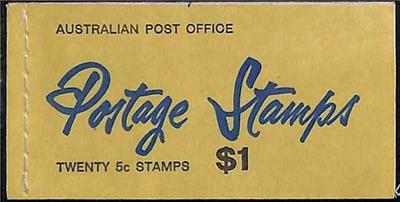 AUSTRALIAN POST OFFICE
Postage Stamps
TWENTY 5c STAMPS $1